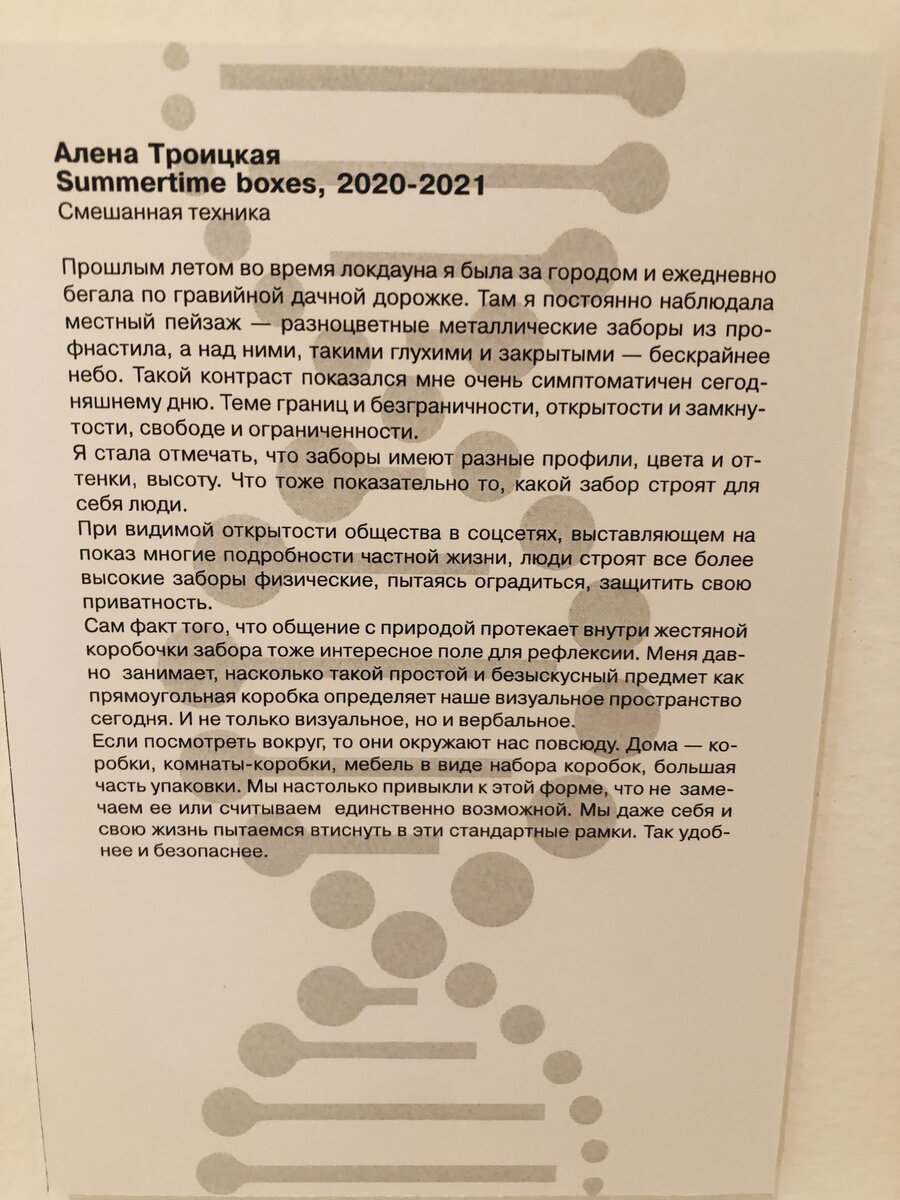 Алена Троицкая
Summertime boxes, 2020-2021
Смешанная техника
Прошлым летом во время локдауна я была за городом и ежедневно
бегала по гравийной дачной дорожке. Там я постоянно наблюдала
местный пейзаж — разноцветные металлические заборы из про-
фнастила, а над ними, такими глухими и закрытыми — бескрайнее
небо. Такой контраст показался мне очень симптоматичен сегод-
няшнему дню. Теме границ и безграничности, открытости и замкну-
тости, свободе и ограниченности.
Я стала отмечать, что заборы имеют разные профили, цвета и от-
тенки, высоту. Что тоже показательно то, какой забор строят для
себя люди.
При видимой открытости общества в соцсетях, выставляющем на
показ многие подробности частной жизни, люди строят все более
высокие заборы физические, пытаясь оградиться, защитить свою
приватность.
Сам факт того, что общение с природой протекает внутри жестяной
коробочки забора тоже интересное поле для рефлексии. Меня дав-
но занимает, насколько такой простой и безыскусный предмет как
прямоугольная коробка определяет наше визуальное пространство
сегодня. И не только визуальное, но и вербальное.
Если посмотреть вокруг, то они окружают нас повсюду. Дома — ко-
робки, комнаты-коробки, мебель в виде набора коробок, большая
часть упаковки. Мы настолько привыкли к этой форме, что не заме-
чаем ее или считываем единственно возможной. Мы даже себя и
свою жизнь пытаемся втиснуть в эти стандартные рамки. Так удоб-
нее и безопаснее.